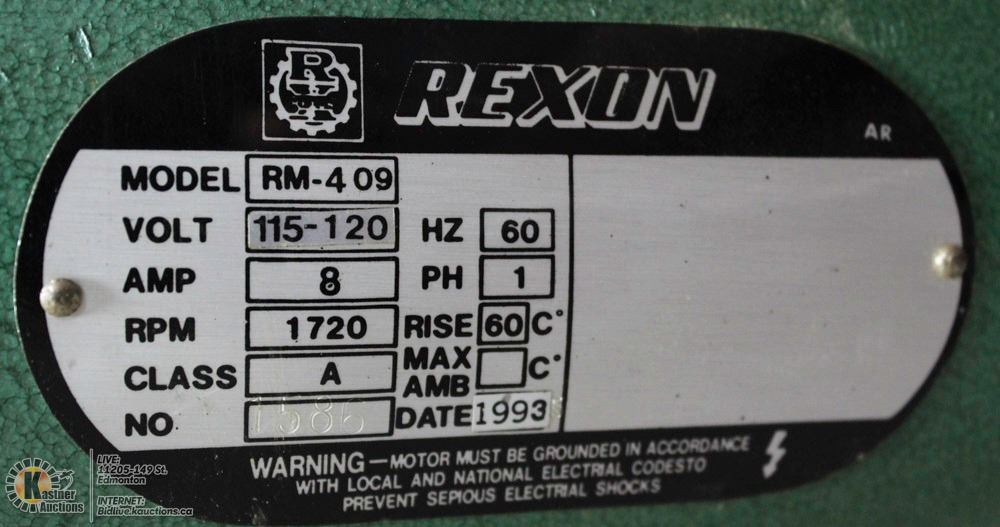 REXON
AR
MODEL RM-409
VOLT 115-120 HZ 60
AMP 8 PH 1
RPM 1720 RISE 60 C°
CLASS A MAX AMB C°
NO 1586 DATE 1993
WARNING — MOTOR MUST BE GROUNDED IN ACCORDANCE
WITH LOCAL AND NATIONAL ELECTRIAL CODESTO
PREVENT SEPIOUS ELECTRIAL SHOCKS
Kastner
Auctions
LIVE:
11205-149 St.
Edmonton
INTERNET:
Bidlive.kauctions.ca